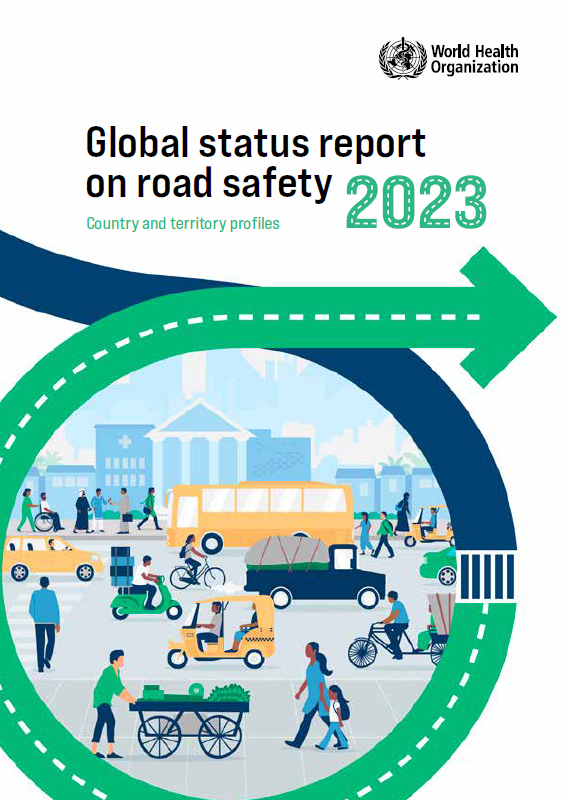 World Health
Organization
Global status report
on road safety 2023
Country and territory profiles